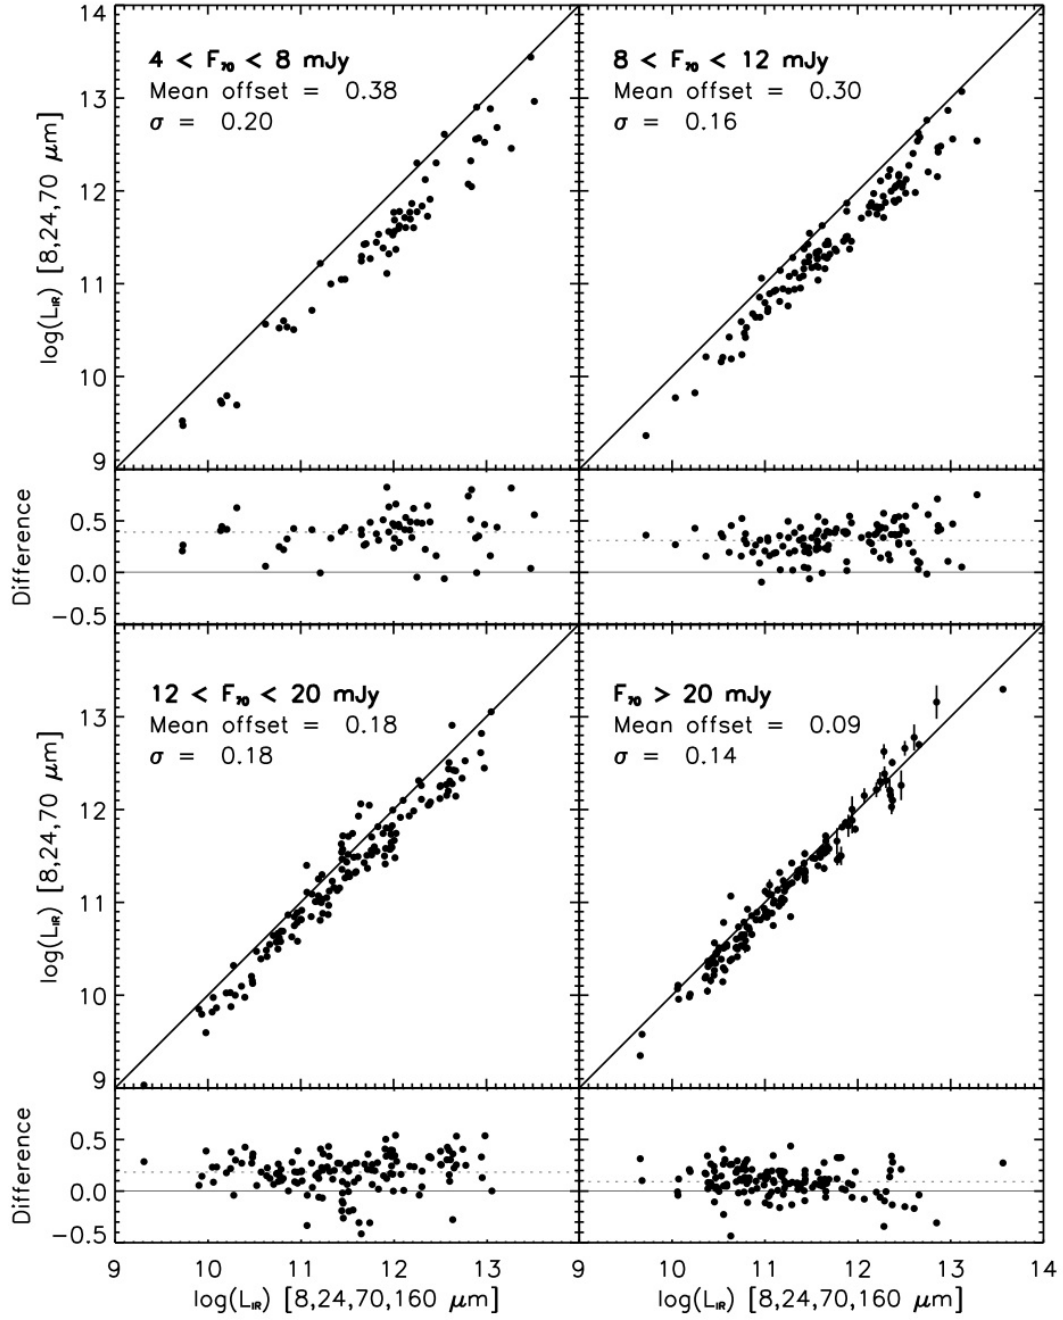 14
13
12
11
10
9
log(L_IR) [8,24,70 μm]
4 < F₇₀ < 8 mJy
Mean offset = 0.38
σ = 0.20
8 < F₇₀ < 12 mJy
Mean offset = 0.30
σ = 0.16
Difference
0.5
0.0
−0.5
13
12
11
10
9
log(L_IR) [8,24,70 μm]
12 < F₇₀ < 20 mJy
Mean offset = 0.18
σ = 0.18
F₇₀ > 20 mJy
Mean offset = 0.09
σ = 0.14
Difference
0.5
0.0
−0.5
9 10 11 12 13 9 10 11 12 13 14
log(L_IR) [8,24,70,160 μm]
log(L_IR) [8,24,70,160 μm]